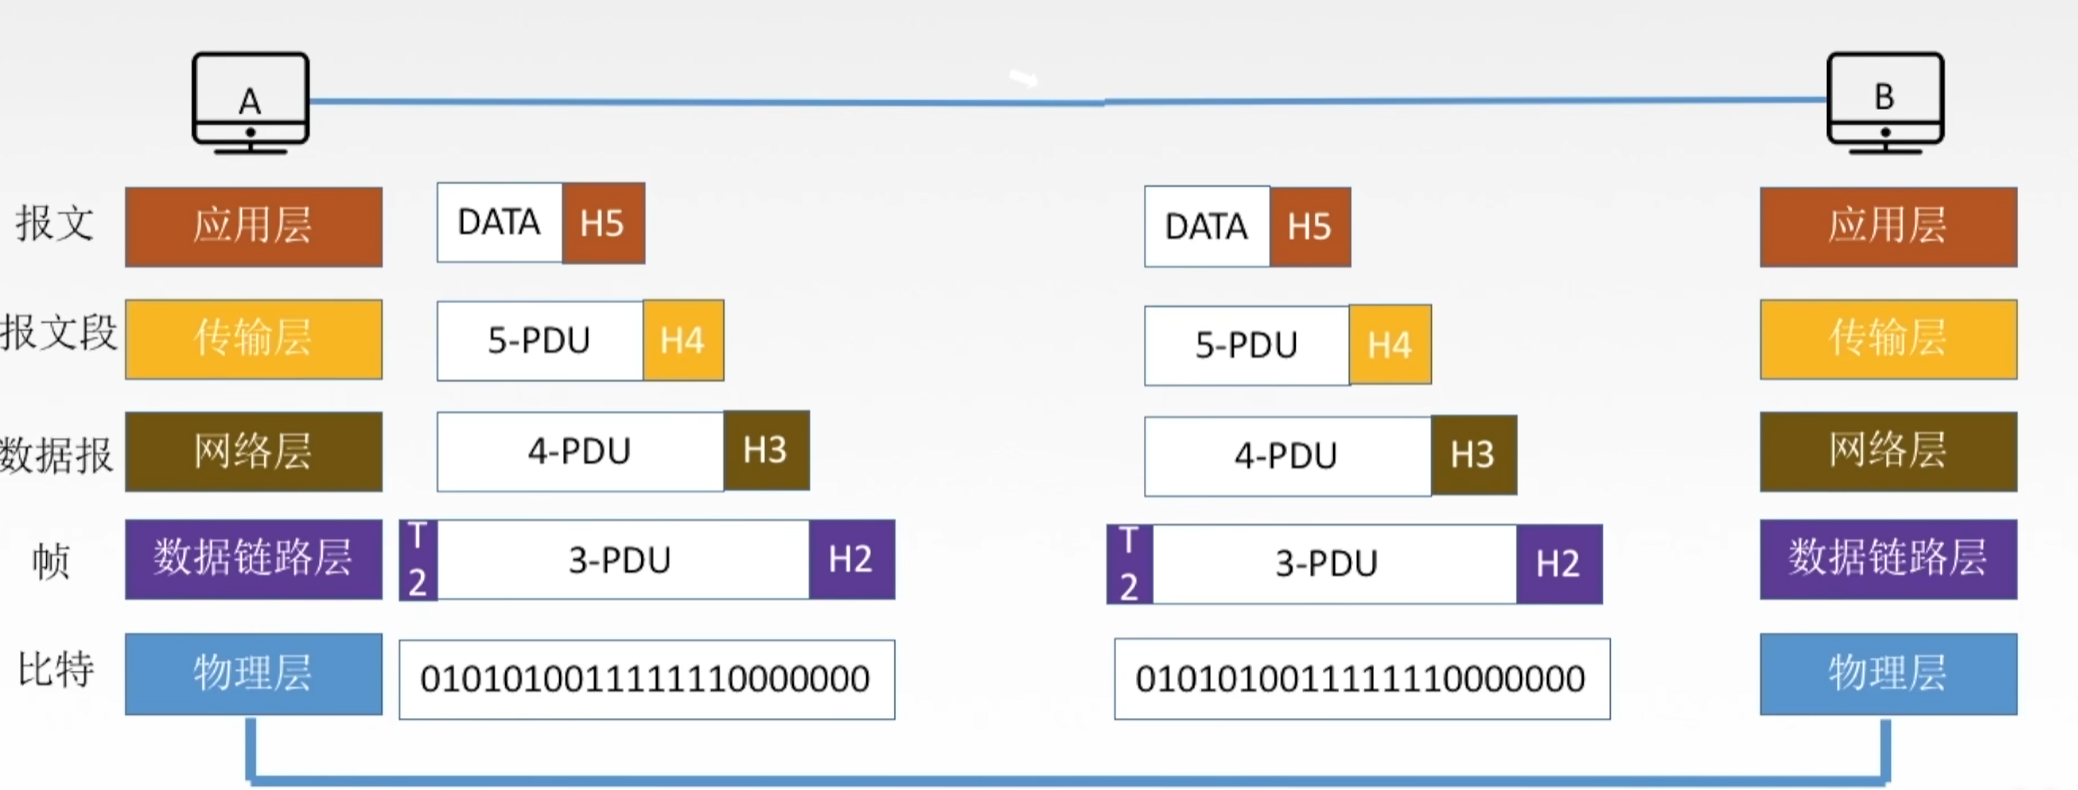 A
B
报文
应用层
DATA
H5
DATA
H5
应用层
报文段
传输层
5-PDU
H4
5-PDU
H4
传输层
数据报
网络层
4-PDU
H3
4-PDU
H3
网络层
帧
数据链路层
T2
3-PDU
H2
T2
3-PDU
H2
数据链路层
比特
物理层
0101010011111110000000
0101010011111110000000
物理层